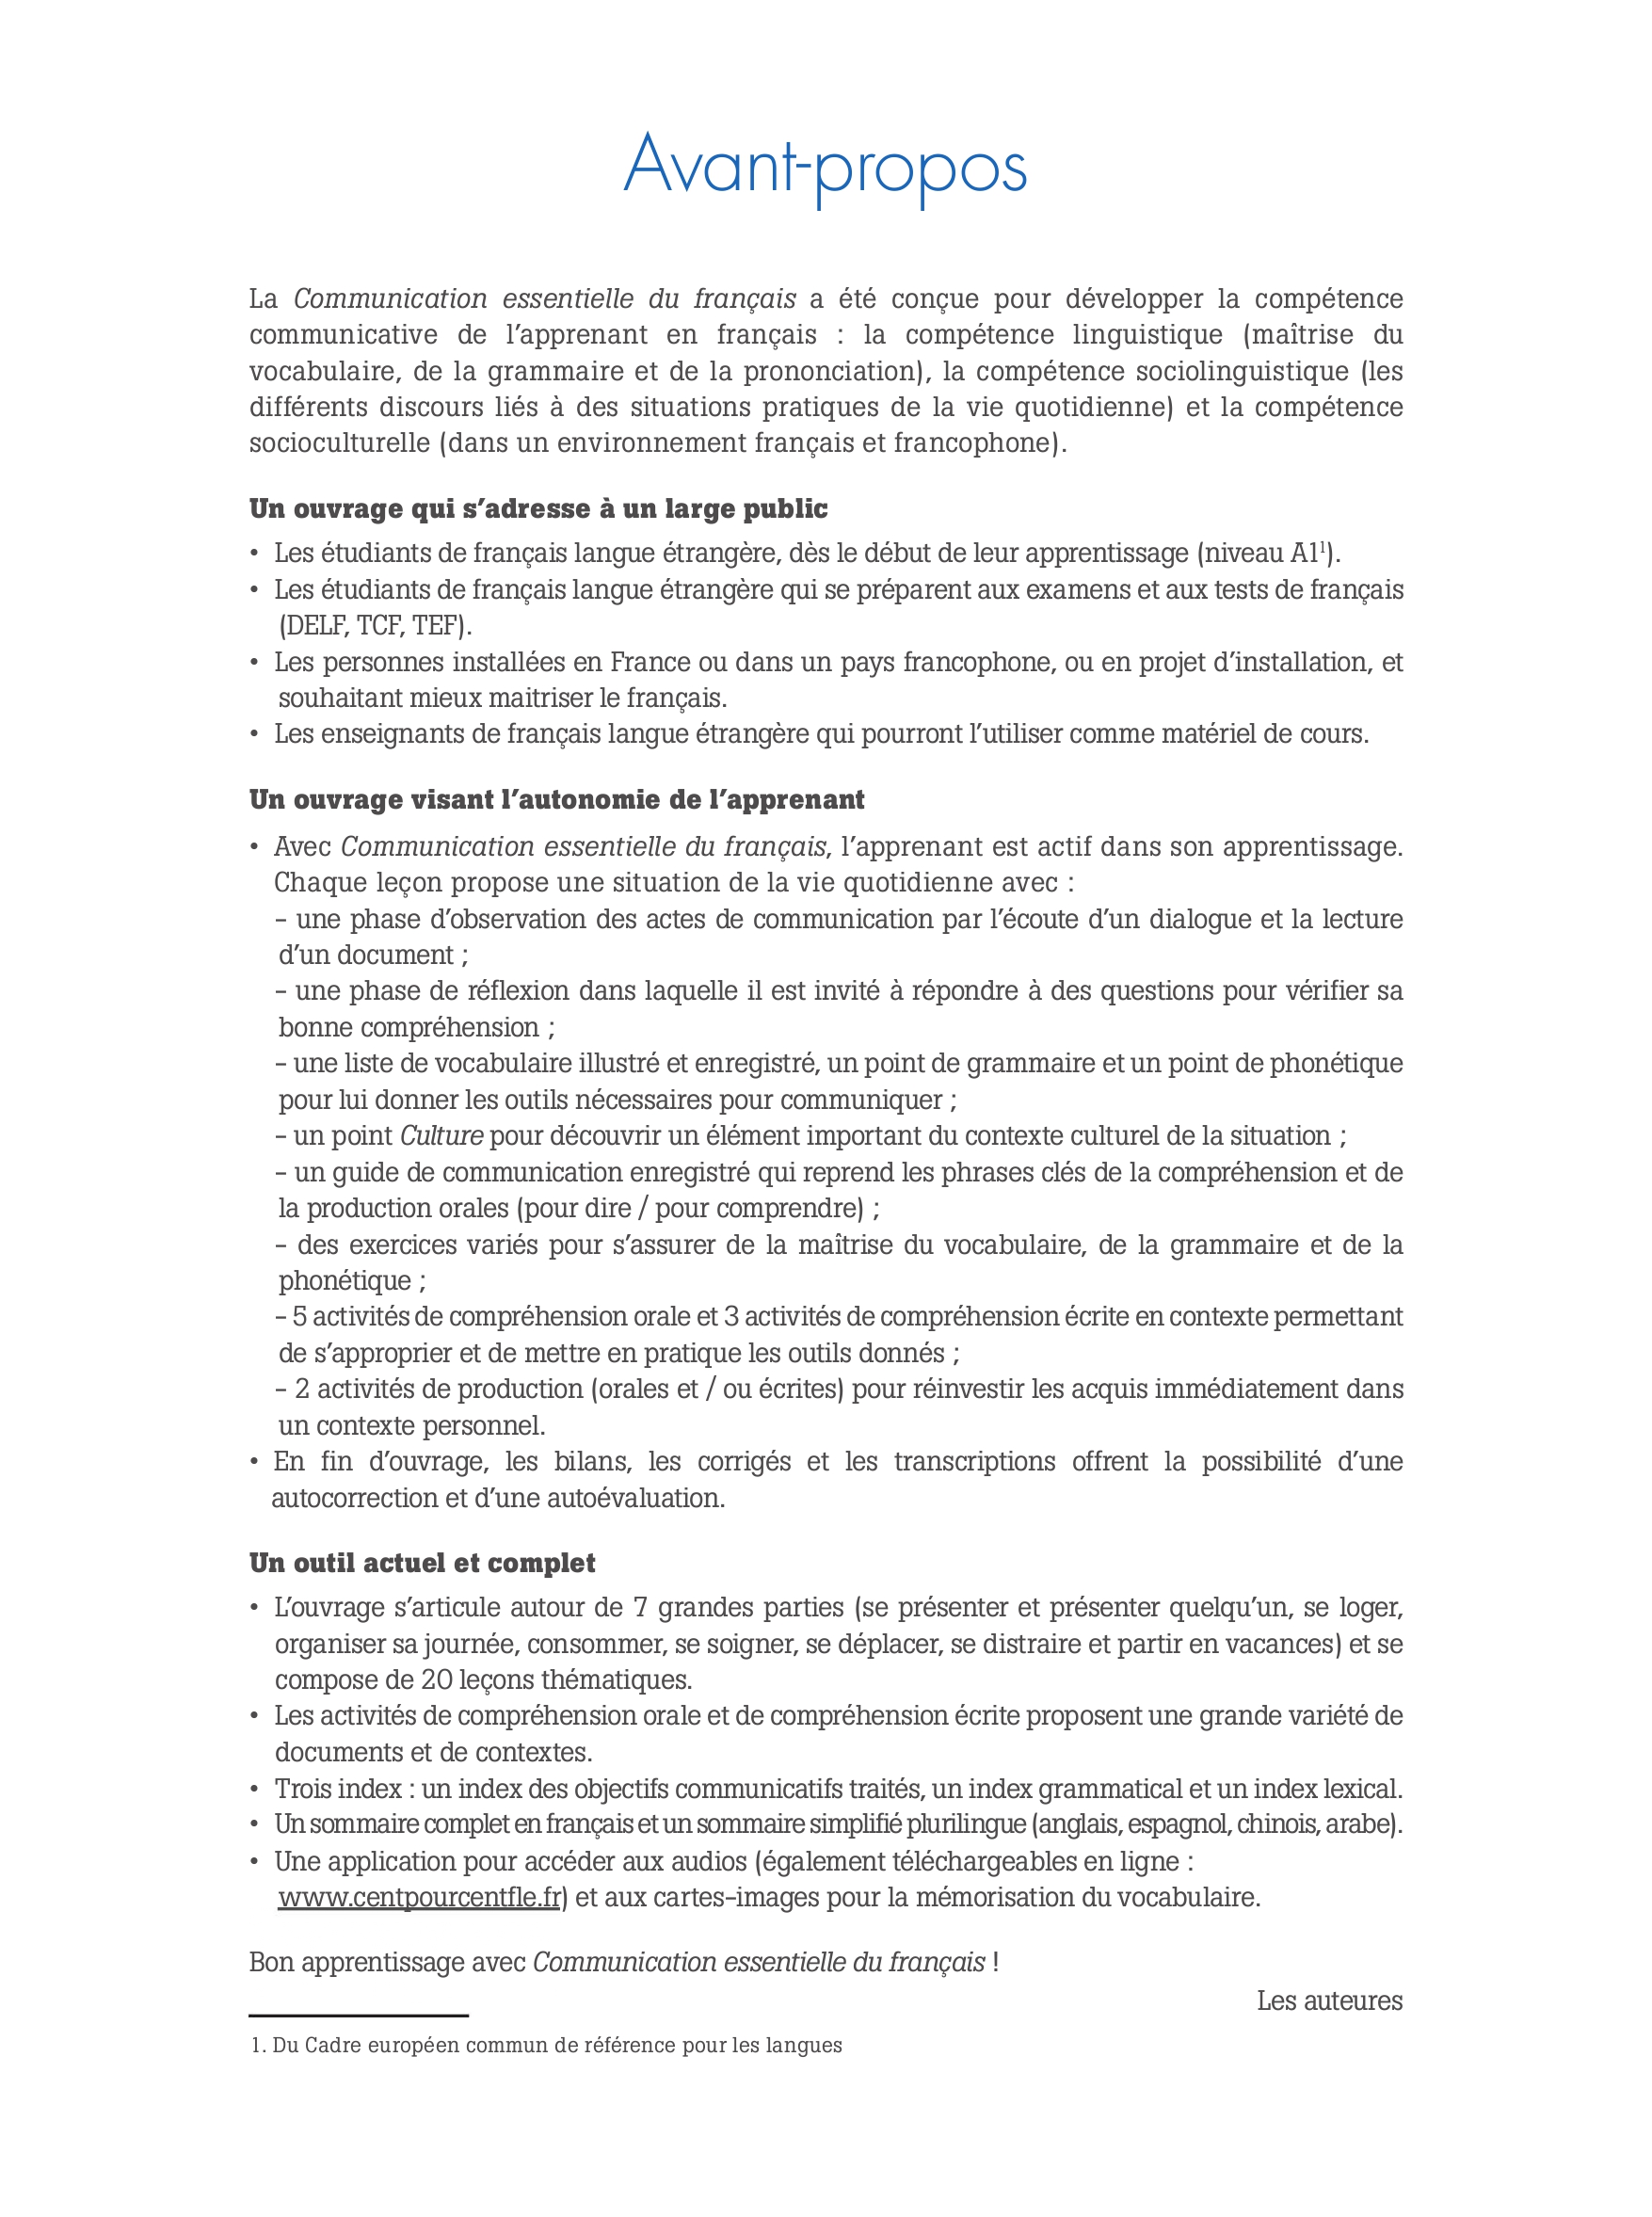 Avant-propos
La Communication essentielle du français a été conçue pour développer la compétence
communicative de l’apprenant en français : la compétence linguistique (maîtrise du
vocabulaire, de la grammaire et de la prononciation), la compétence sociolinguistique (les
différents discours liés à des situations pratiques de la vie quotidienne) et la compétence
socioculturelle (dans un environnement français et francophone).
Un ouvrage qui s’adresse à un large public
• Les étudiants de français langue étrangère, dès le début de leur apprentissage (niveau A1¹).
• Les étudiants de français langue étrangère qui se préparent aux examens et aux tests de français
(DELF, TCF, TEF).
• Les personnes installées en France ou dans un pays francophone, ou en projet d’installation, et
souhaitant mieux maitriser le français.
• Les enseignants de français langue étrangère qui pourront l’utiliser comme matériel de cours.
Un ouvrage visant l’autonomie de l’apprenant
• Avec Communication essentielle du français, l’apprenant est actif dans son apprentissage.
Chaque leçon propose une situation de la vie quotidienne avec :
– une phase d’observation des actes de communication par l’écoute d’un dialogue et la lecture
d’un document ;
– une phase de réflexion dans laquelle il est invité à répondre à des questions pour vérifier sa
bonne compréhension ;
– une liste de vocabulaire illustré et enregistré, un point de grammaire et un point de phonétique
pour lui donner les outils nécessaires pour communiquer ;
– un point Culture pour découvrir un élément important du contexte culturel de la situation ;
– un guide de communication enregistré qui reprend les phrases clés de la compréhension et de
la production orales (pour dire / pour comprendre) ;
– des exercices variés pour s’assurer de la maîtrise du vocabulaire, de la grammaire et de la
phonétique ;
– 5 activités de compréhension orale et 3 activités de compréhension écrite en contexte permettant
de s’approprier et de mettre en pratique les outils donnés ;
– 2 activités de production (orales et / ou écrites) pour réinvestir les acquis immédiatement dans
un contexte personnel.
• En fin d’ouvrage, les bilans, les corrigés et les transcriptions offrent la possibilité d’une
autocorrection et d’une autoévaluation.
Un outil actuel et complet
• L’ouvrage s’articule autour de 7 grandes parties (se présenter et présenter quelqu’un, se loger,
organiser sa journée, consommer, se soigner, se déplacer, se distraire et partir en vacances) et se
compose de 20 leçons thématiques.
• Les activités de compréhension orale et de compréhension écrite proposent une grande variété de
documents et de contextes.
• Trois index : un index des objectifs communicatifs traités, un index grammatical et un index lexical.
• Un sommaire complet en français et un sommaire simplifié plurilingue (anglais, espagnol, chinois, arabe).
• Une application pour accéder aux audios (également téléchargeables en ligne :
www.centpourcentfle.fr) et aux cartes-images pour la mémorisation du vocabulaire.
Bon apprentissage avec Communication essentielle du français !
Les auteures
1. Du Cadre européen commun de référence pour les langues